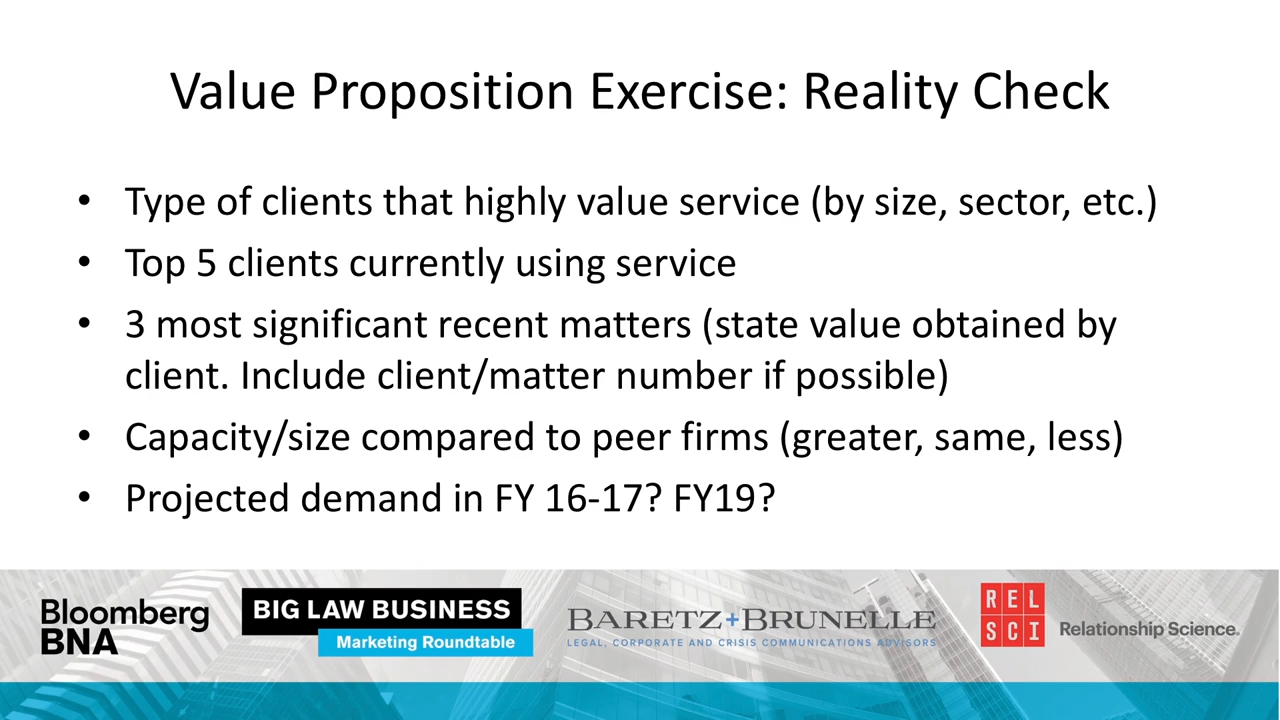 Value Proposition Exercise: Reality Check
• Type of clients that highly value service (by size, sector, etc.)
• Top 5 clients currently using service
• 3 most significant recent matters (state value obtained by
client. Include client/matter number if possible)
• Capacity/size compared to peer firms (greater, same, less)
• Projected demand in FY 16-17? FY19?
Bloomberg
BNA
BIG LAW BUSINESS
Marketing Roundtable
BARETZ+BRUNELLE
LEGAL, CORPORATE AND CRISIS COMMUNICATIONS ADVISORS
REL
SCI
Relationship Science.